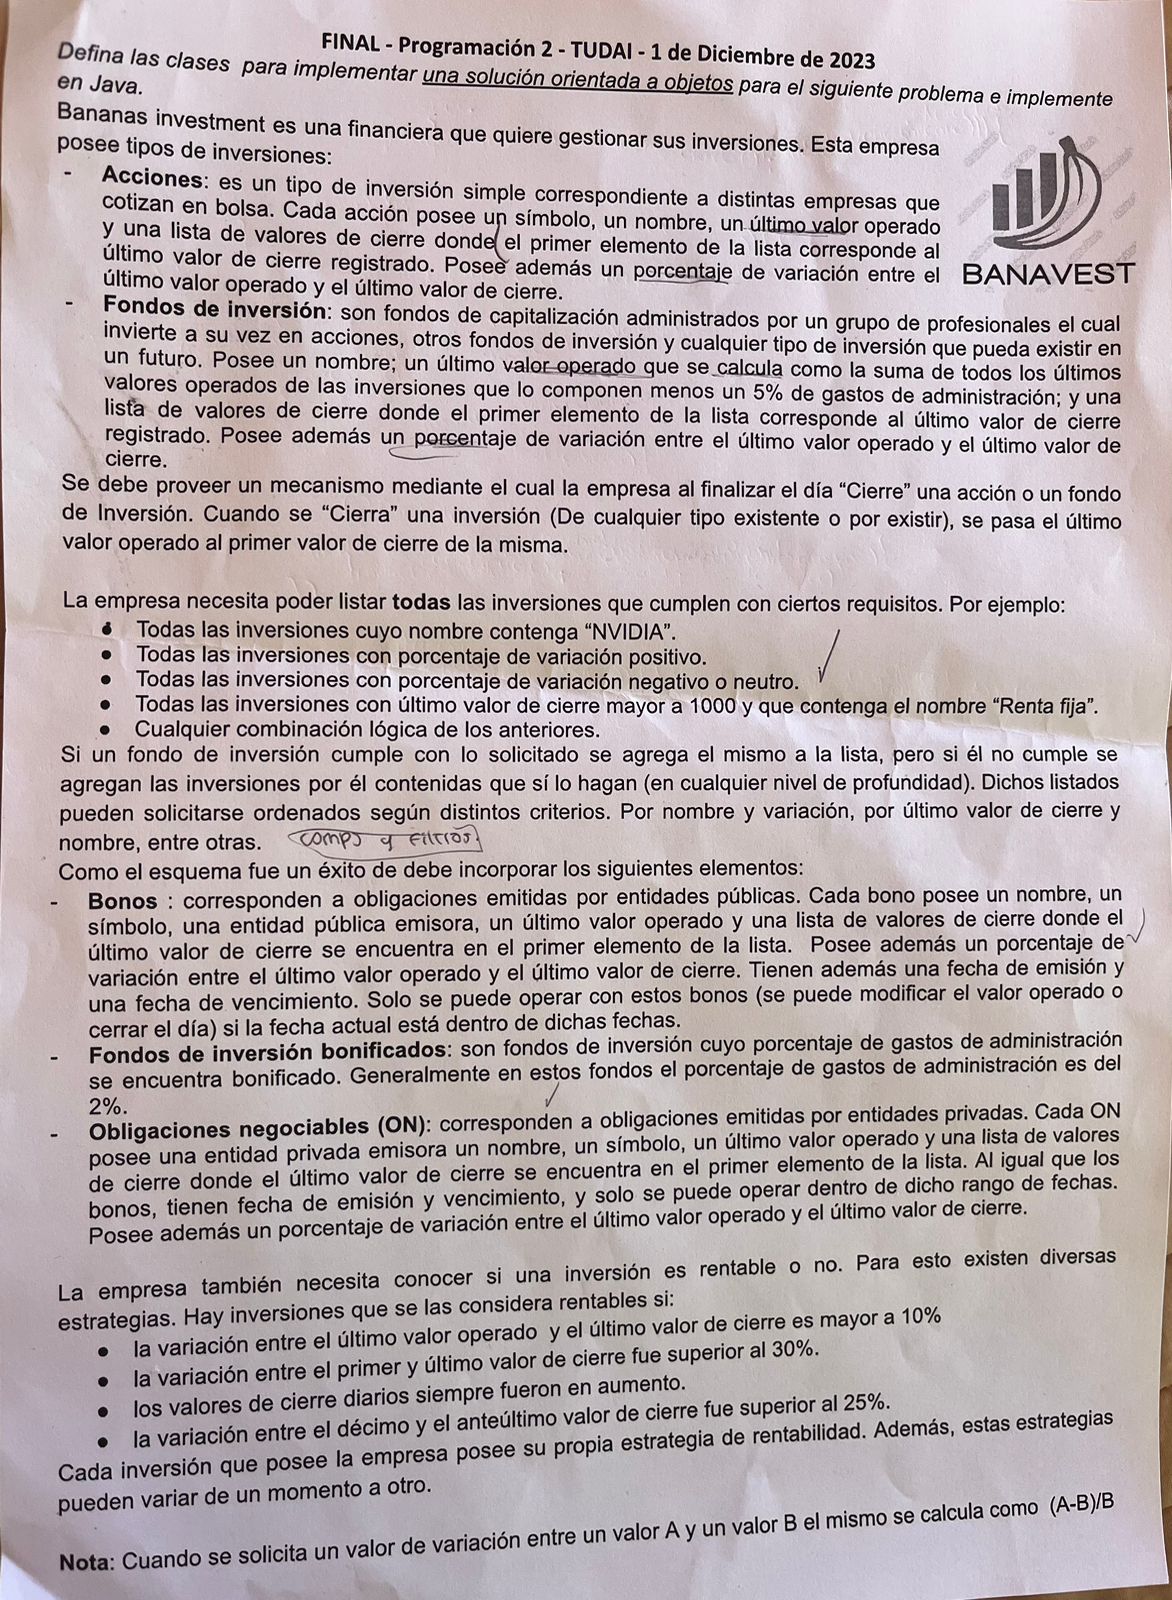 FINAL - Programación 2 - TUDAI - 1 de Diciembre de 2023
Defina las clases para implementar una solución orientada a objetos para el siguiente problema e implemente
en Java.
Bananas investment es una financiera que quiere gestionar sus inversiones. Esta empresa
posee tipos de inversiones:
- Acciones: es un tipo de inversión simple correspondiente a distintas empresas que
cotizan en bolsa. Cada acción posee un símbolo, un nombre, un último valor operado
y una lista de valores de cierre donde el primer elemento de la lista corresponde al
último valor de cierre registrado. Posee además un porcentaje de variación entre el
último valor operado y el último valor de cierre.
BANAVEST
- Fondos de inversión: son fondos de capitalización administrados por un grupo de profesionales el cual
invierte a su vez en acciones, otros fondos de inversión y cualquier tipo de inversión que pueda existir en
un futuro. Posee un nombre; un último valor operado que se calcula como la suma de todos los últimos
valores operados de las inversiones que lo componen menos un 5% de gastos de administración; y una
lista de valores de cierre donde el primer elemento de la lista corresponde al último valor de cierre
registrado. Posee además un porcentaje de variación entre el último valor operado y el último valor de
cierre.
Se debe proveer un mecanismo mediante el cual la empresa al finalizar el día “Cierre” una acción o un fondo
de Inversión. Cuando se “Cierra” una inversión (De cualquier tipo existente o por existir), se pasa el último
valor operado al primer valor de cierre de la misma.
La empresa necesita poder listar todas las inversiones que cumplen con ciertos requisitos. Por ejemplo:
● Todas las inversiones cuyo nombre contenga “NVIDIA”.
● Todas las inversiones con porcentaje de variación positivo.
● Todas las inversiones con porcentaje de variación negativo o neutro.
● Todas las inversiones con último valor de cierre mayor a 1000 y que contenga el nombre “Renta fija”.
● Cualquier combinación lógica de los anteriores.
Si un fondo de inversión cumple con lo solicitado se agrega el mismo a la lista, pero si él no cumple se
agregan las inversiones por él contenidas que sí lo hagan (en cualquier nivel de profundidad). Dichos listados
pueden solicitarse ordenados según distintos criterios. Por nombre y variación, por último valor de cierre y
nombre, entre otras. comps y Filtros
Como el esquema fue un éxito de debe incorporar los siguientes elementos:
- Bonos : corresponden a obligaciones emitidas por entidades públicas. Cada bono posee un nombre, un
símbolo, una entidad pública emisora, un último valor operado y una lista de valores de cierre donde el
último valor de cierre se encuentra en el primer elemento de la lista. Posee además un porcentaje de
variación entre el último valor operado y el último valor de cierre. Tienen además una fecha de emisión y
una fecha de vencimiento. Solo se puede operar con estos bonos (se puede modificar el valor operado o
cerrar el día) si la fecha actual está dentro de dichas fechas.
- Fondos de inversión bonificados: son fondos de inversión cuyo porcentaje de gastos de administración
se encuentra bonificado. Generalmente en estos fondos el porcentaje de gastos de administración es del
2%.
- Obligaciones negociables (ON): corresponden a obligaciones emitidas por entidades privadas. Cada ON
posee una entidad privada emisora un nombre, un símbolo, un último valor operado y una lista de valores
de cierre donde el último valor de cierre se encuentra en el primer elemento de la lista. Al igual que los
bonos, tienen fecha de emisión y vencimiento, y solo se puede operar dentro de dicho rango de fechas.
Posee además un porcentaje de variación entre el último valor operado y el último valor de cierre.
La empresa también necesita conocer si una inversión es rentable o no. Para esto existen diversas
estrategias. Hay inversiones que se las considera rentables si:
● la variación entre el último valor operado y el último valor de cierre es mayor a 10%
● la variación entre el primer y último valor de cierre fue superior al 30%.
● los valores de cierre diarios siempre fueron en aumento.
● la variación entre el décimo y el anteúltimo valor de cierre fue superior al 25%.
Cada inversión que posee la empresa posee su propia estrategia de rentabilidad. Además, estas estrategias
pueden variar de un momento a otro.
Nota: Cuando se solicita un valor de variación entre un valor A y un valor B el mismo se calcula como (A-B)/B